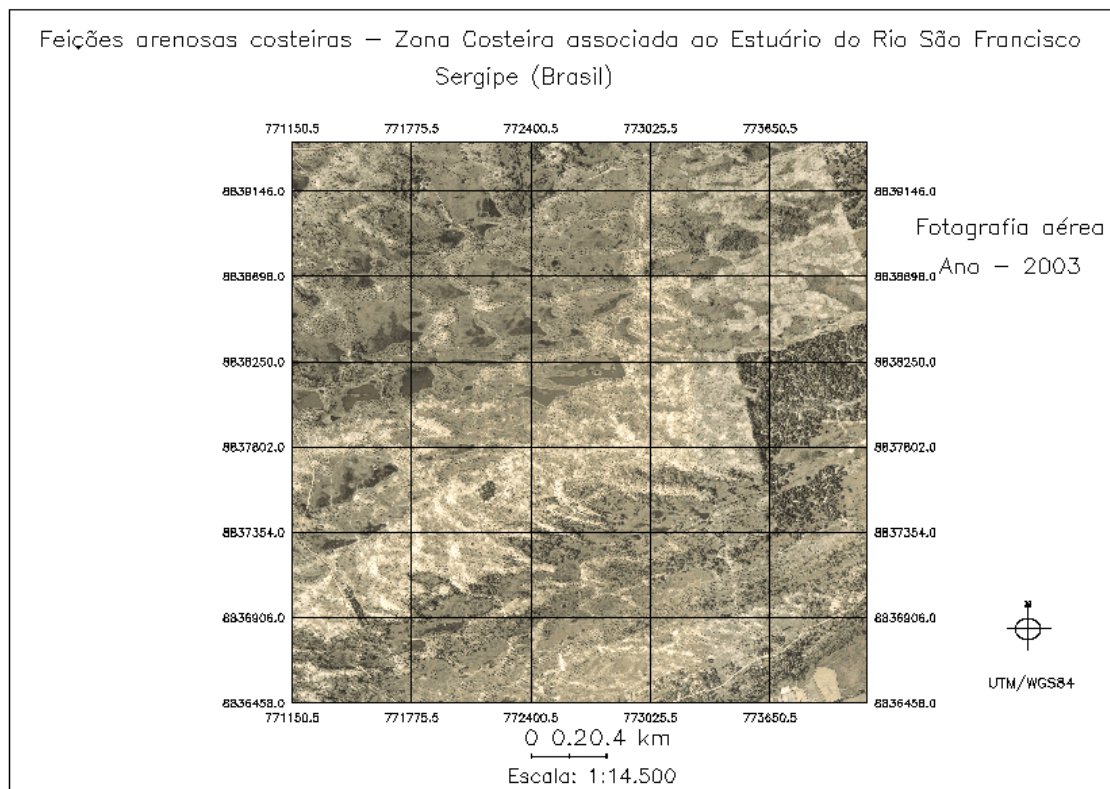 Feições arenosas costeiras – Zona Costeira associada ao Estuário do Rio São Francisco
Sergipe (Brasil)
771150.5 771775.5 772400.5 773025.5 773650.5
8839146.0 8839146.0
Fotografia aérea
Ano – 2003
8838698.0 8838698.0
8838250.0 8838250.0
8837802.0 8837802.0
8837354.0 8837354.0
N
8836906.0 8836906.0
UTM/WGS84
8836458.0 8836458.0
771150.5 771775.5 772400.5 773025.5 773650.5
0 0.20.4 km
Escala: 1:14.500